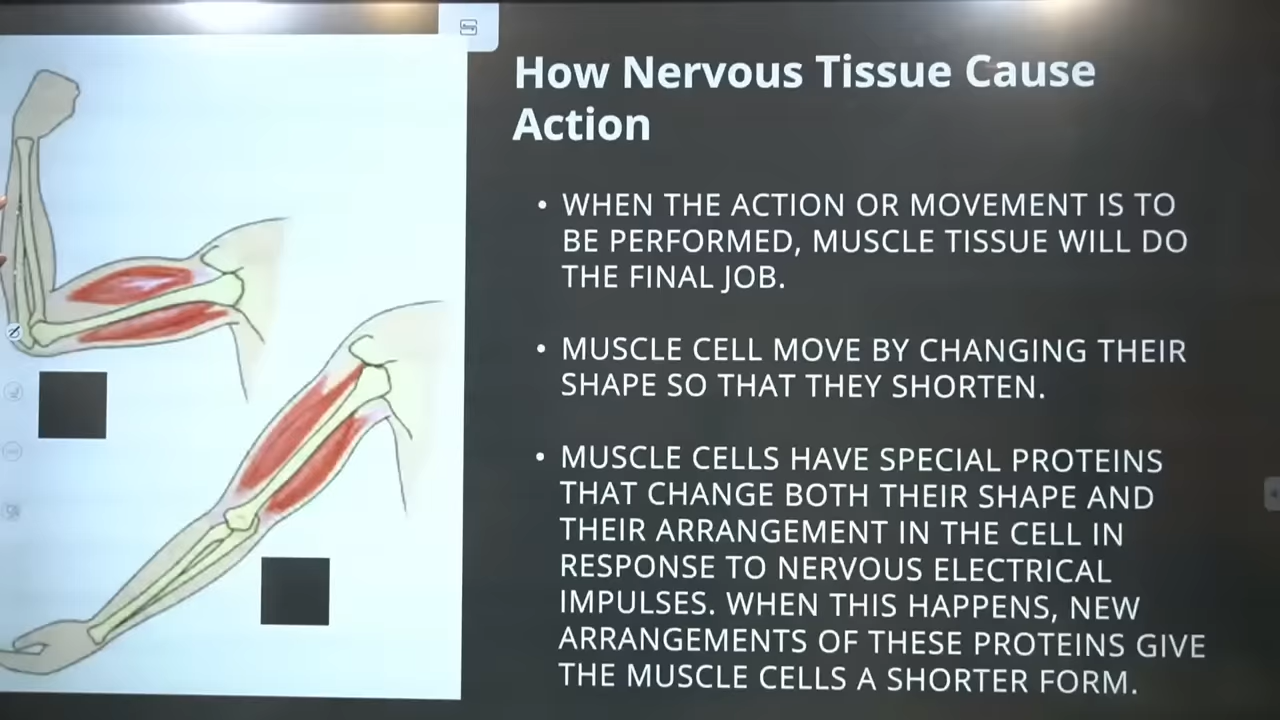 How Nervous Tissue Cause
Action
• WHEN THE ACTION OR MOVEMENT IS TO
BE PERFORMED, MUSCLE TISSUE WILL DO
THE FINAL JOB.
• MUSCLE CELL MOVE BY CHANGING THEIR
SHAPE SO THAT THEY SHORTEN.
• MUSCLE CELLS HAVE SPECIAL PROTEINS
THAT CHANGE BOTH THEIR SHAPE AND
THEIR ARRANGEMENT IN THE CELL IN
RESPONSE TO NERVOUS ELECTRICAL
IMPULSES. WHEN THIS HAPPENS, NEW
ARRANGEMENTS OF THESE PROTEINS GIVE
THE MUSCLE CELLS A SHORTER FORM.